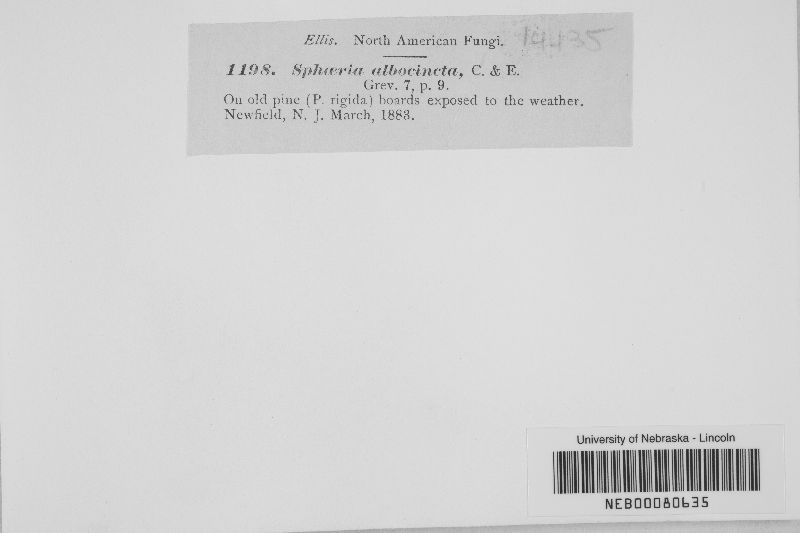 Ellis. North American Fungi. 14435
1198. Sphæria albocincta, C. & E.
Grev. 7, p. 9.
On old pine (P. rigida) boards exposed to the weather.
Newfield, N. J. March, 1883.
University of Nebraska - Lincoln
NEB00080635